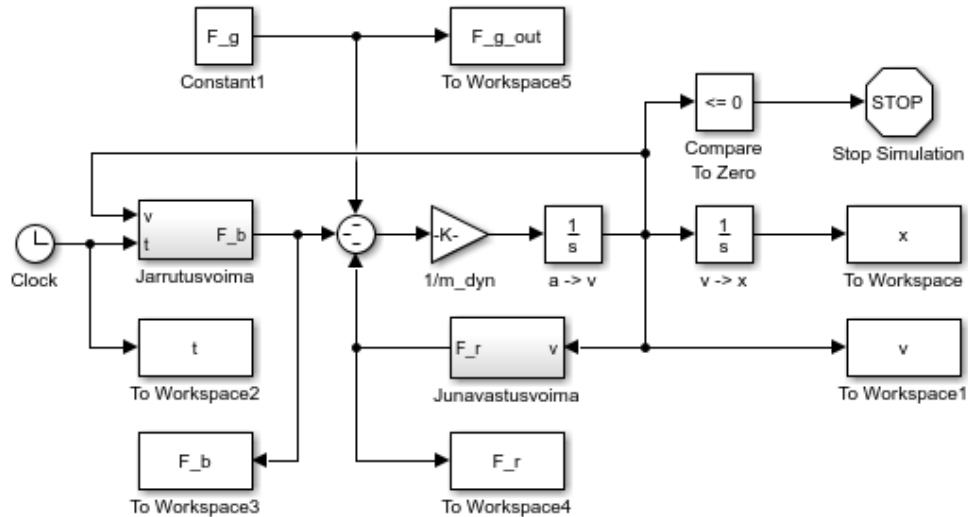 F_g
Constant1
F_g_out
To Workspace5
<= 0
Compare
To Zero
STOP
Stop Simulation
Clock
v
t
F_b
Jarrutusvoima
-
-
-
-K-
1/m_dyn
1
s
a -> v
1
s
v -> x
x
To Workspace
t
To Workspace2
F_r
v
Junavastusvoima
v
To Workspace1
F_b
To Workspace3
F_r
To Workspace4